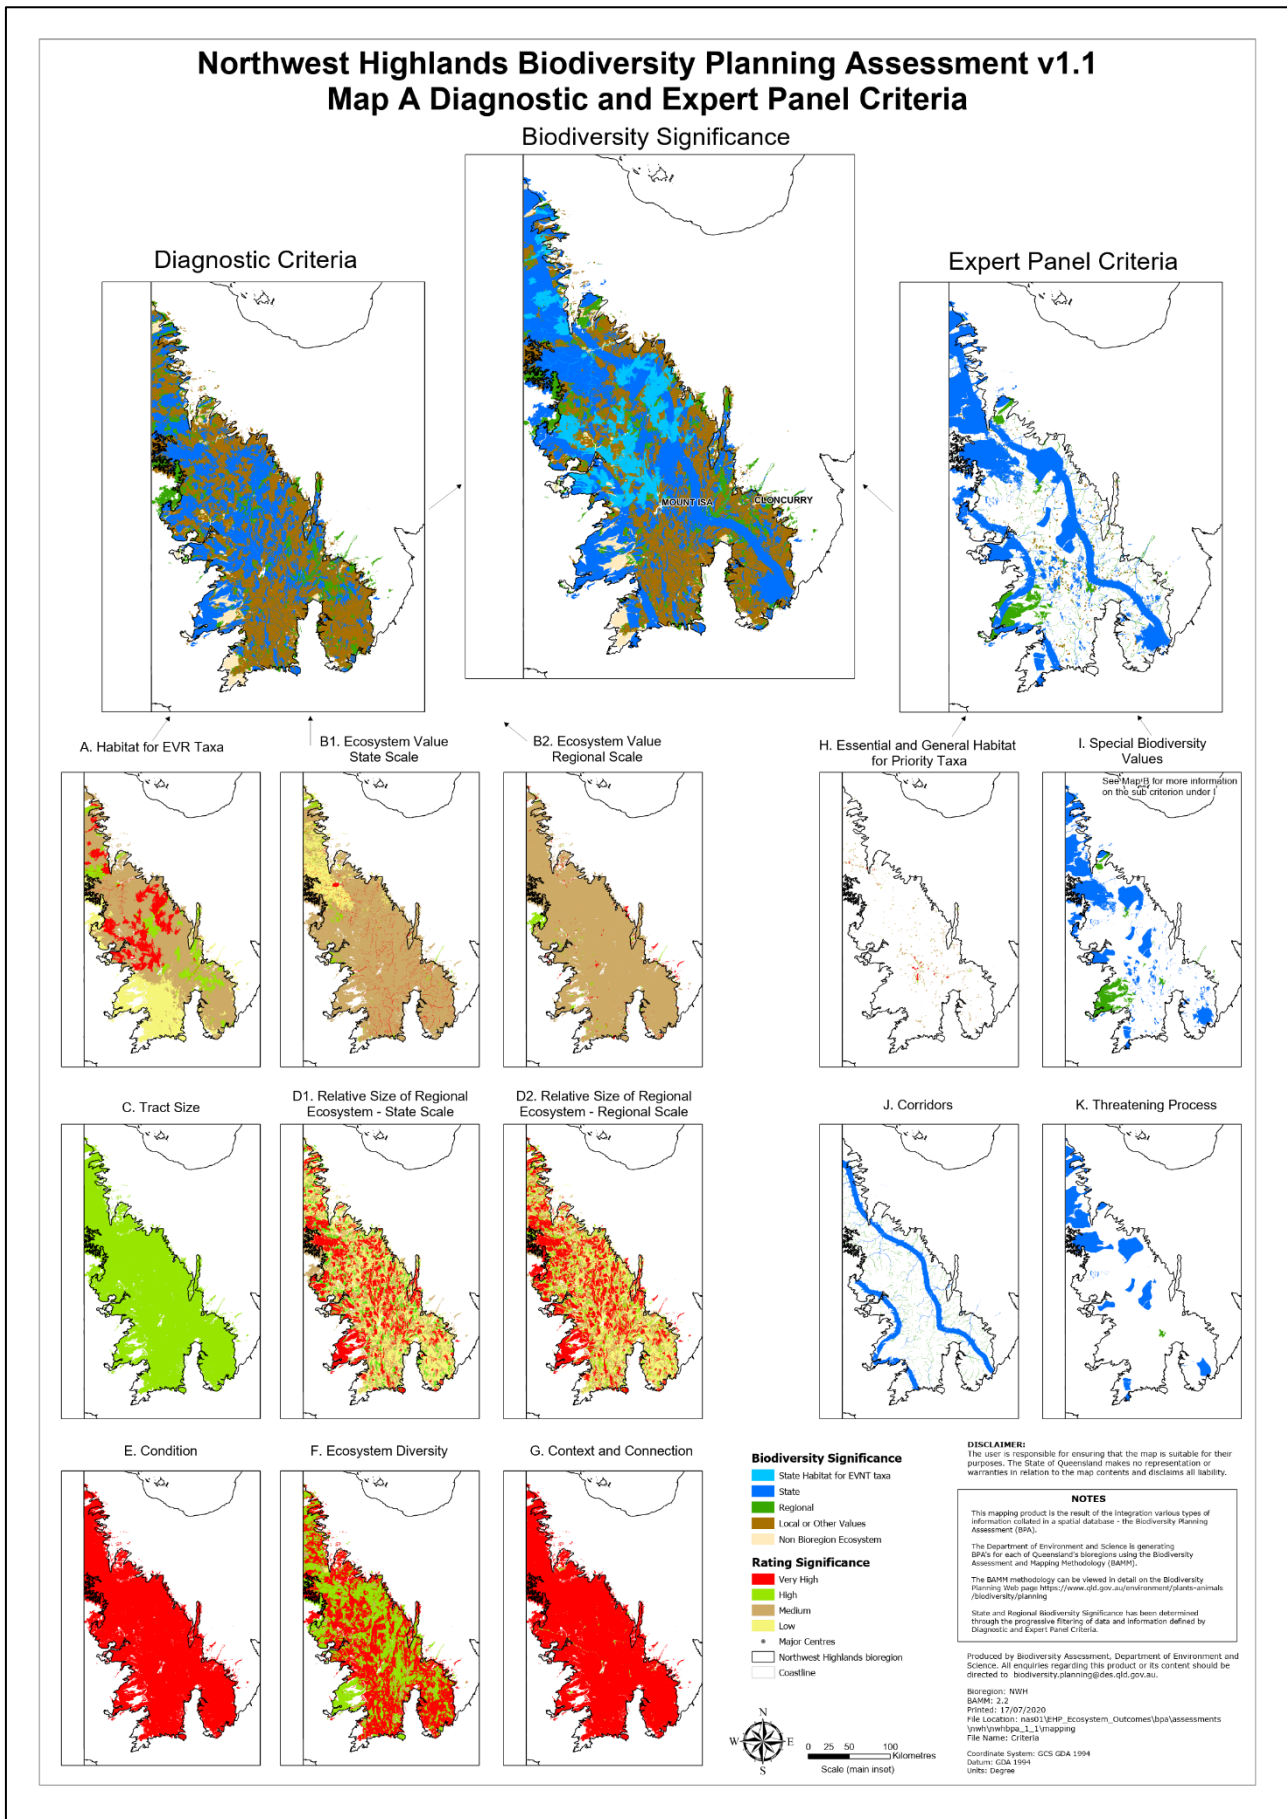 Northwest Highlands Biodiversity Planning Assessment v1.1
Map A Diagnostic and Expert Panel Criteria
Biodiversity Significance
Diagnostic Criteria
Expert Panel Criteria
MOUNT ISA
CLONCURRY
A. Habitat for EVR Taxa
B1. Ecosystem Value
State Scale
B2. Ecosystem Value
Regional Scale
H. Essential and General Habitat
for Priority Taxa
I. Special Biodiversity
Values
See Map B for more information
on the sub criterion under I
C. Tract Size
D1. Relative Size of Regional
Ecosystem - State Scale
D2. Relative Size of Regional
Ecosystem - Regional Scale
J. Corridors
K. Threatening Process
E. Condition
F. Ecosystem Diversity
G. Context and Connection
Biodiversity Significance
State Habitat for EVNT taxa
State
Regional
Local or Other Values
Non Bioregion Ecosystem
Rating Significance
Very High
High
Medium
Low
Major Centres
Northwest Highlands bioregion
Coastline
N
W
E
S
0 25 50 100
Kilometres
Scale (main inset)
DISCLAIMER:
The user is responsible for ensuring that the map is suitable for their
purposes. The State of Queensland makes no representation or
warranties in relation to the map contents and disclaims all liability.
NOTES
This mapping product is the result of the integration various types of
information collated in a spatial database - the Biodiversity Planning
Assessment (BPA).
The Department of Environment and Science is generating
BPA's for each of Queensland's bioregions using the Biodiversity
Assessment and Mapping Methodology (BAMM).
The BAMM methodology can be viewed in detail on the Biodiversity
Planning Web page https://www.qld.gov.au/environment/plants-animals
/biodiversity/planning
State and Regional Biodiversity Significance has been determined
through the progressive filtering of data and information defined by
Diagnostic and Expert Panel Criteria.
Produced by Biodiversity Assessment, Department of Environment and
Science. All enquiries regarding this product or its content should be
directed to biodiversity.planning@des.qld.gov.au.
Bioregion: NWH
BAMM: 2.2
Printed: 17/07/2020
File Location: nas01\EHP_Ecosystem_Outcomes\bpa\assessments
\nwh\nwhbpa_1_1\mapping
File Name: Criteria
Coordinate System: GCS GDA 1994
Datum: GDA 1994
Units: Degree